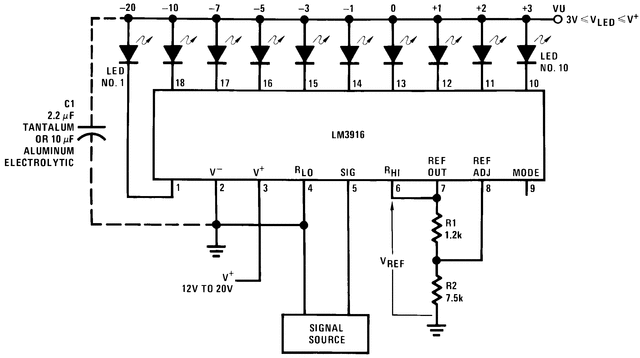 −20 −10 −7 −5 −3 −1 0 +1 +2 +3 VU
3V ≤ VLED ≤ V+
LED NO. 1
LED NO. 10
18 17 16 15 14 13 12 11 10
C1
2.2 μF
TANTALUM
OR 10 μF
ALUMINUM
ELECTROLYTIC
LM3916
V− V+ RLO SIG RHI REF OUT REF ADJ MODE
1 2 3 4 5 6 7 8 9
R1
1.2k
VREF
V+
12V TO 20V
R2
7.5k
SIGNAL
SOURCE